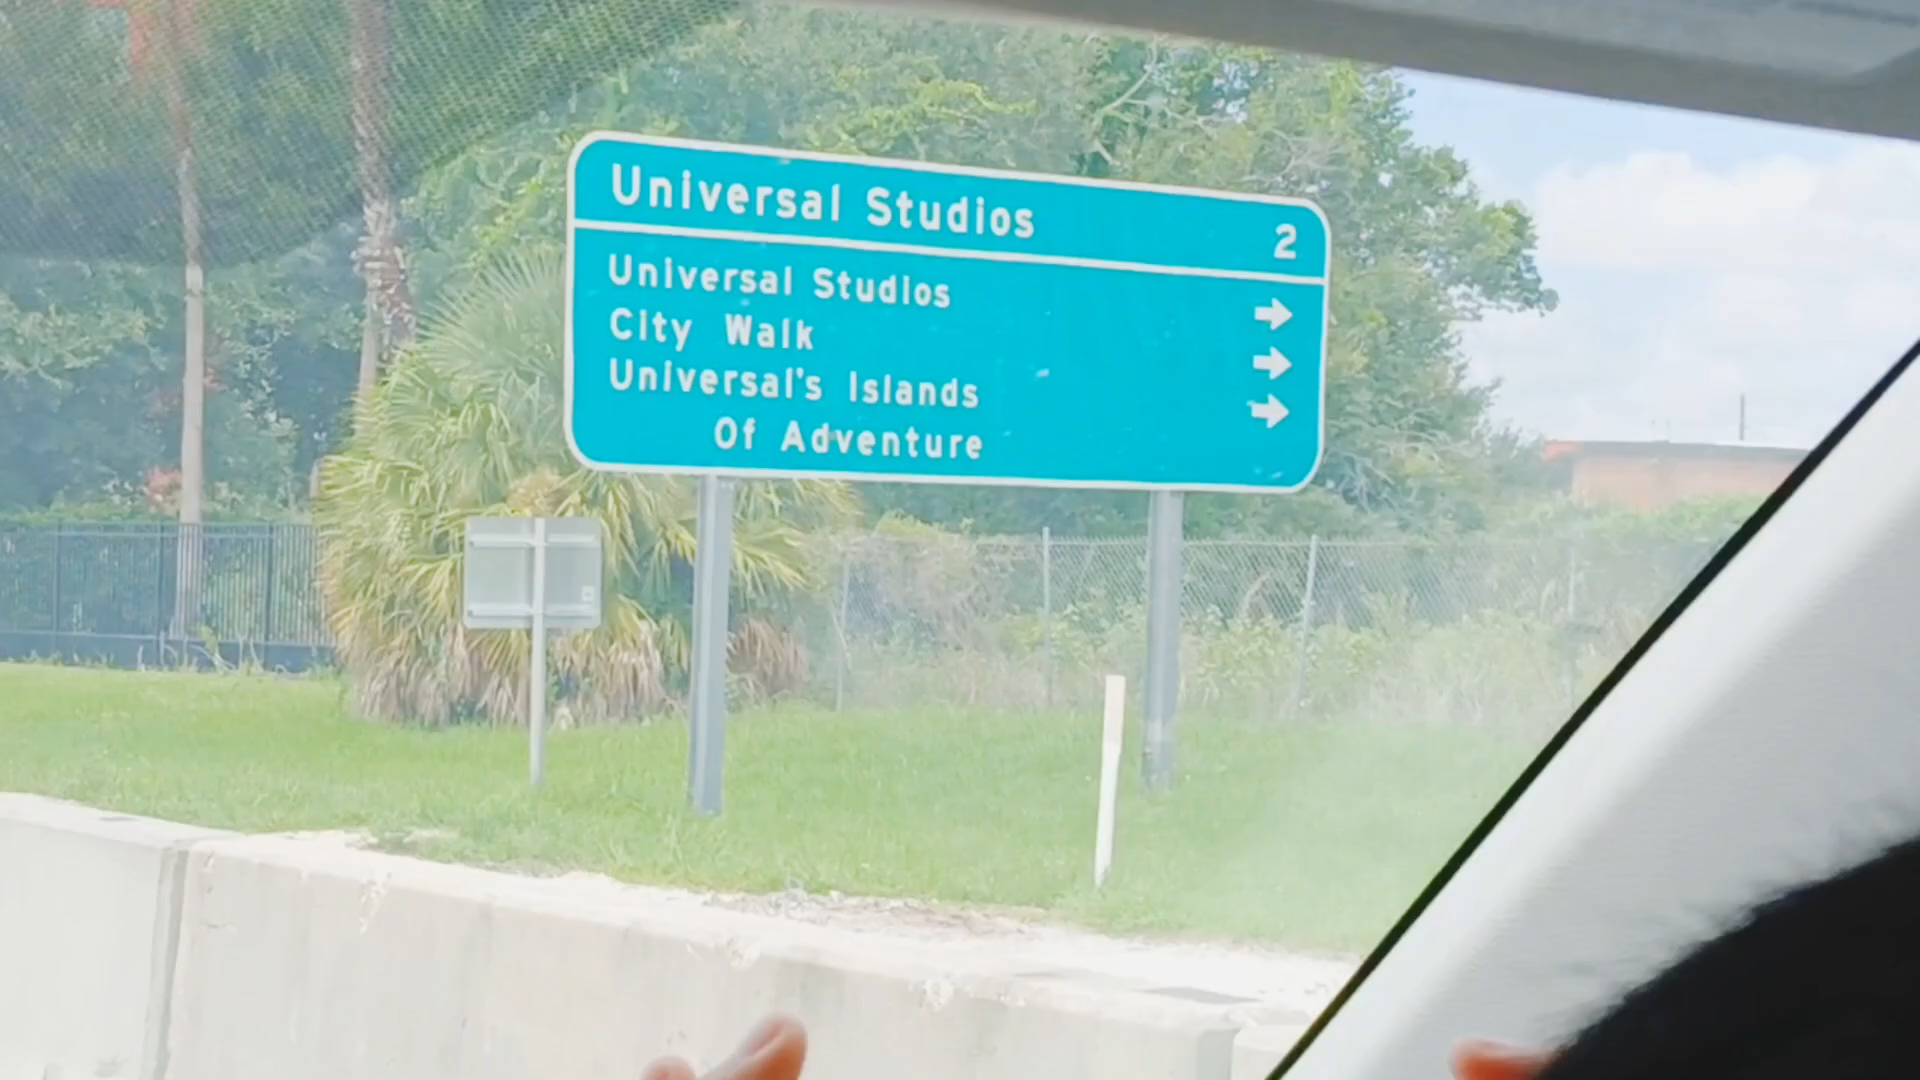 Universal Studios 2
Universal Studios →
City Walk →
Universal's Islands →
Of Adventure